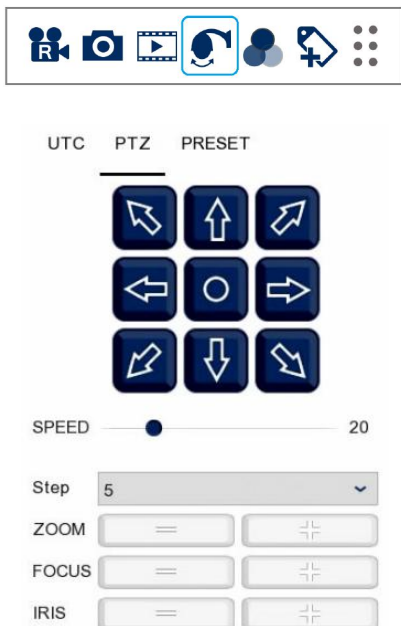 R
UTC PTZ PRESET
SPEED 20
Step 5
ZOOM
FOCUS
IRIS